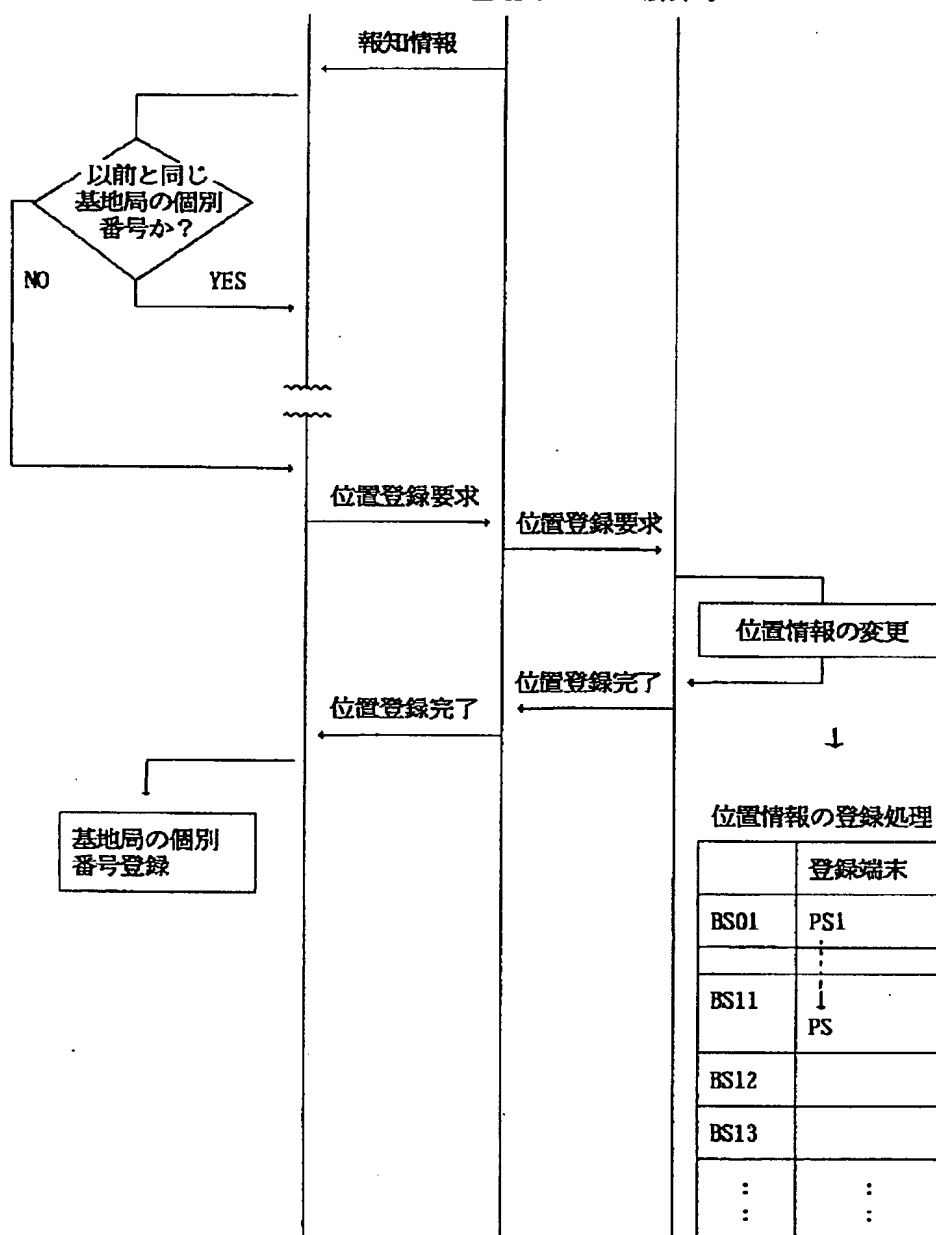 報知情報
以前と同じ
基地局の個別
番号か？
NO
YES
位置登録要求
位置登録要求
位置情報の変更
位置登録完了
位置登録完了
基地局の個別
番号登録
位置情報の登録処理
登録端末
BS01
PS1
BS11
PS
BS12
BS13